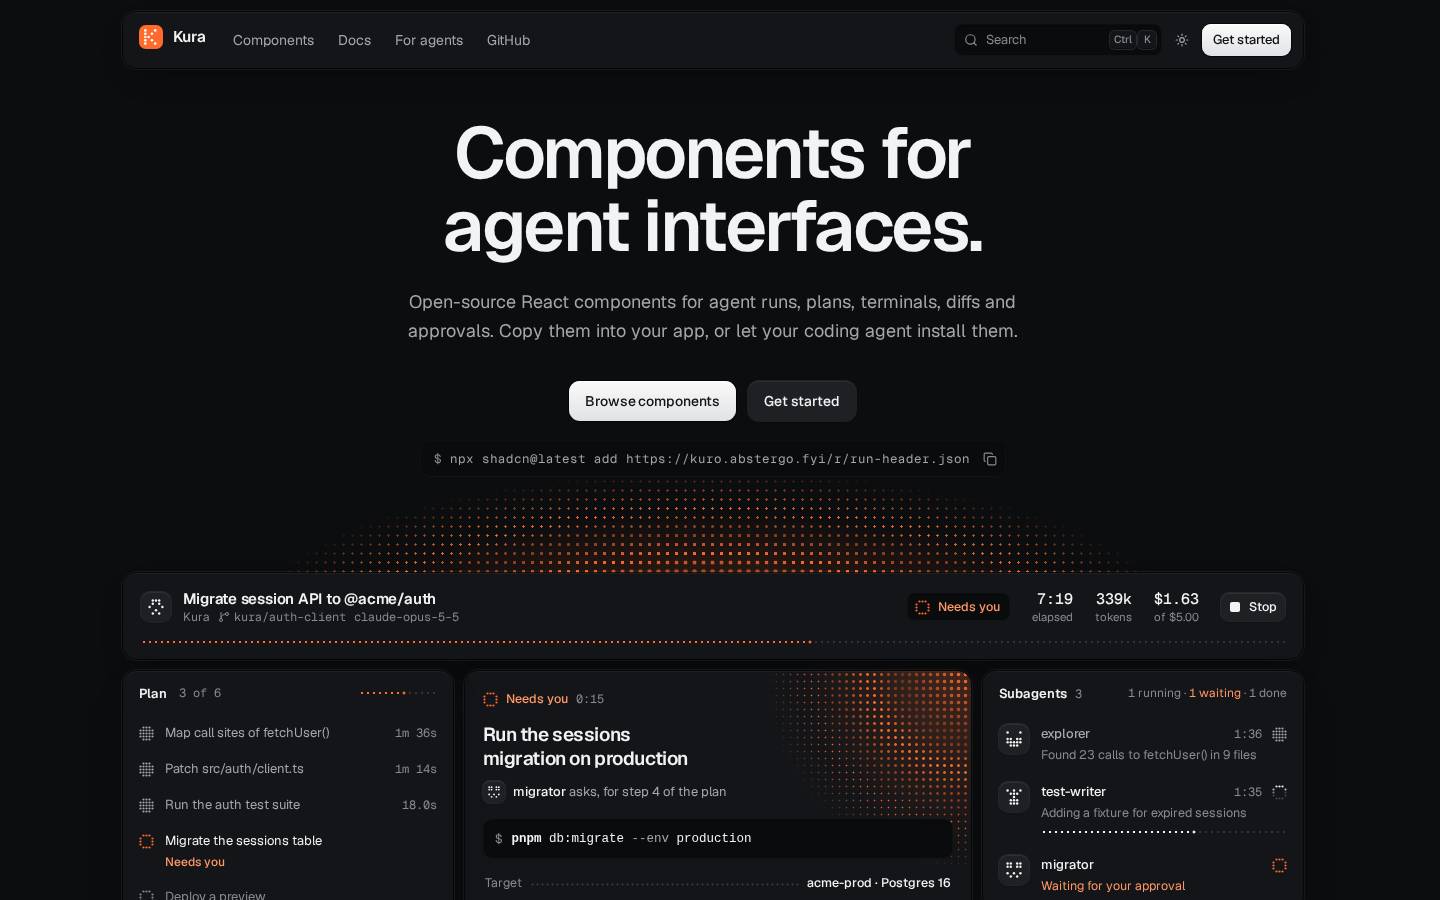 Kura
Components
Docs
For agents
GitHub
Search
Ctrl K
Get started
Components for
agent interfaces.
Open-source React components for agent runs, plans, terminals, diffs and
approvals. Copy them into your app, or let your coding agent install them.
Browse components
Get started
$ npx shadcn@latest add https://kuro.abstergo.fyi/r/run-header.json
Migrate session API to @acme/auth
Kura kura/auth-client claude-opus-5-5
Needs you
7:19
elapsed
339k
tokens
$1.63
of $5.00
Stop
Plan 3 of 6
Map call sites of fetchUser() 1m 36s
Patch src/auth/client.ts 1m 14s
Run the auth test suite 18.0s
Migrate the sessions table
Needs you
Deploy a preview
Needs you 0:15
Run the sessions
migration on production
migrator asks, for step 4 of the plan
$ pnpm db:migrate --env production
Target acme-prod · Postgres 16
Subagents 3
1 running · 1 waiting · 1 done
explorer 1:36
Found 23 calls to fetchUser() in 9 files
test-writer 1:35
Adding a fixture for expired sessions
migrator
Waiting for your approval